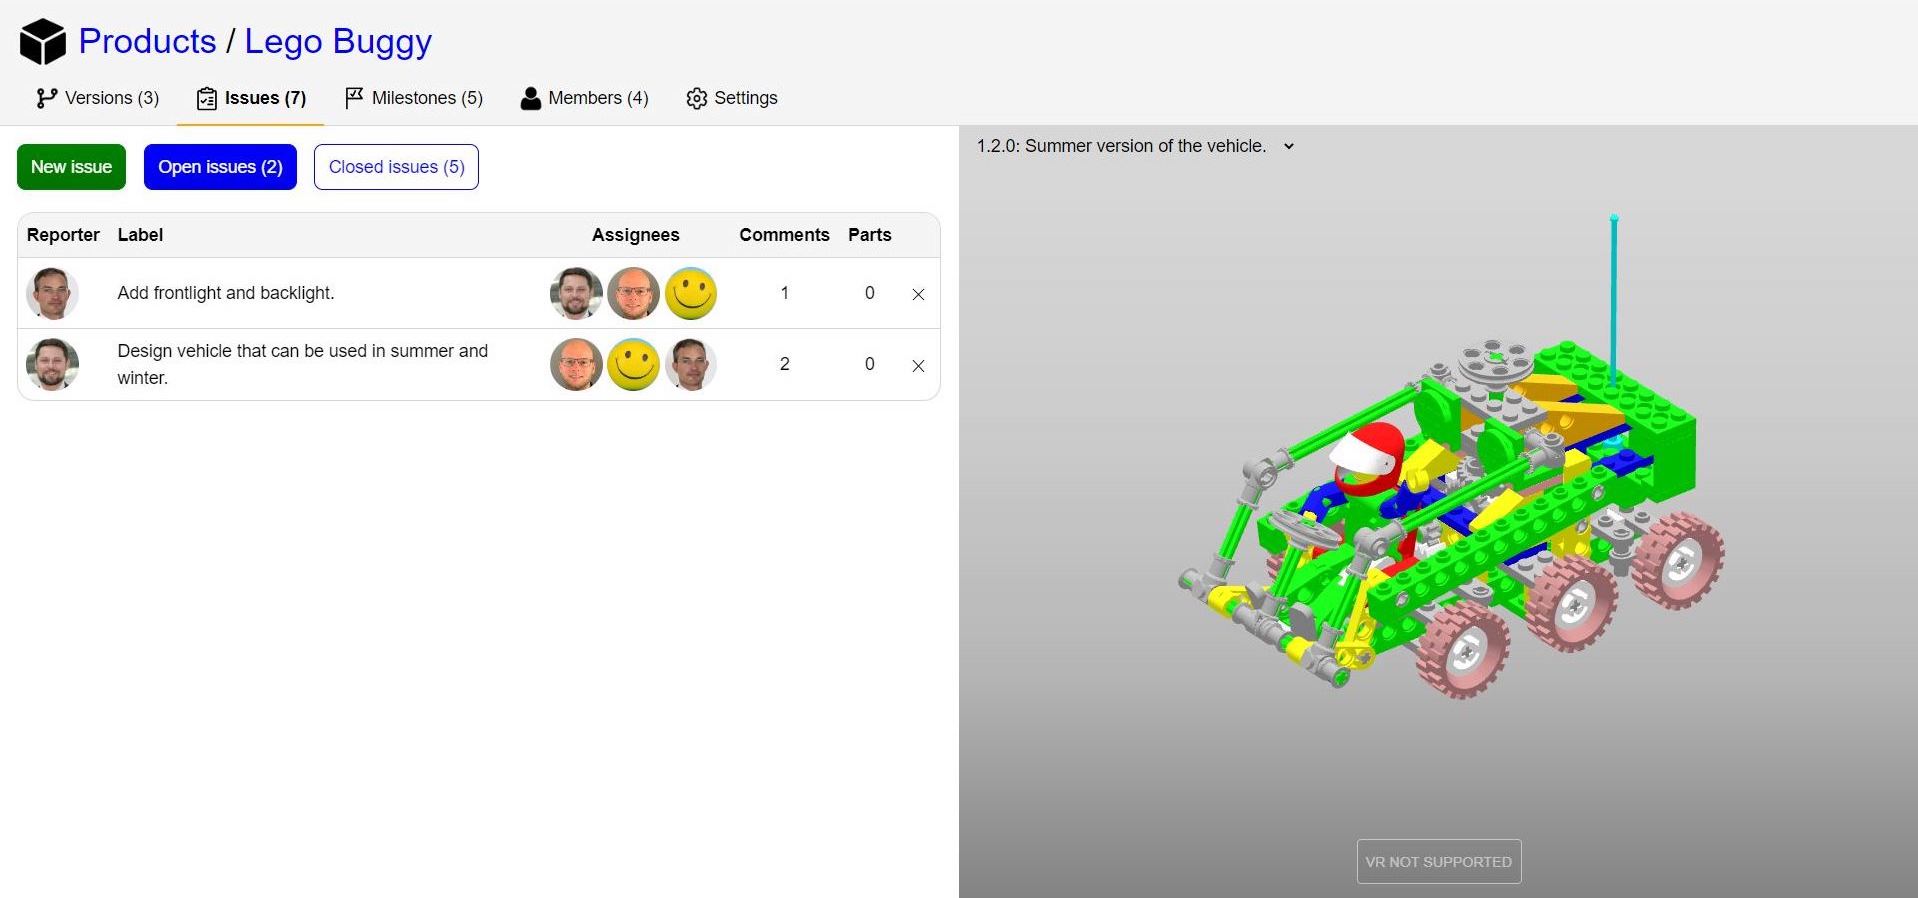 Products / Lego Buggy
Versions (3) Issues (7) Milestones (5) Members (4) Settings
New issue Open issues (2) Closed issues (5)
Reporter Label Assignees Comments Parts
Add frontlight and backlight. 1 0
Design vehicle that can be used in summer and
winter. 2 0
1.2.0: Summer version of the vehicle.
VR NOT SUPPORTED